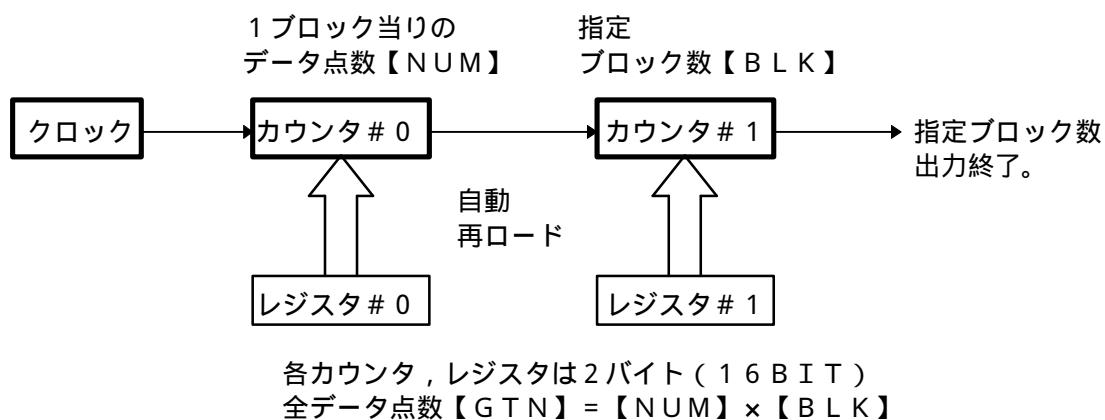 １ブロック当りの
データ点数【ＮＵＭ】
指定
ブロック数【ＢＬＫ】
クロック
カウンタ＃０
カウンタ＃１
指定ブロック数
出力終了。
自動
再ロード
レジスタ＃０
レジスタ＃１
各カウンタ，レジスタは２バイト（１６ＢＩＴ）
全データ点数【ＧＴＮ】＝【ＮＵＭ】×【ＢＬＫ】